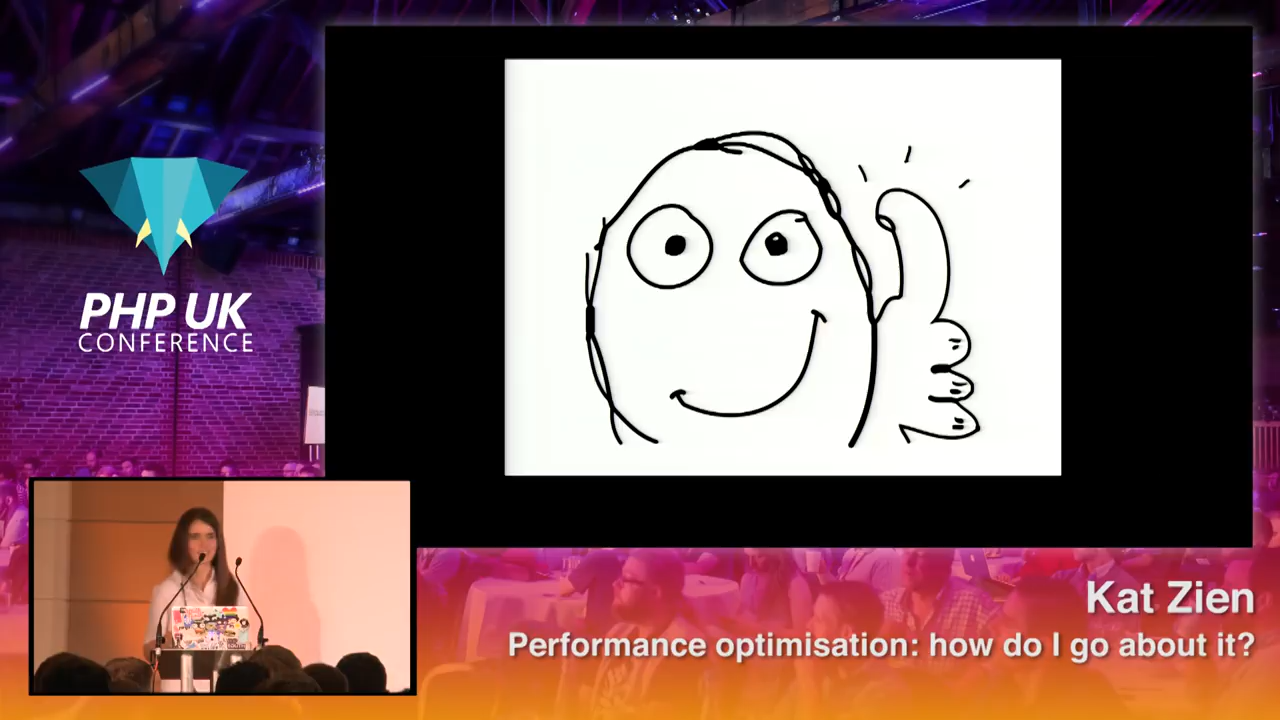 PHP UK
CONFERENCE
Kat Zien
Performance optimisation: how do I go about it?